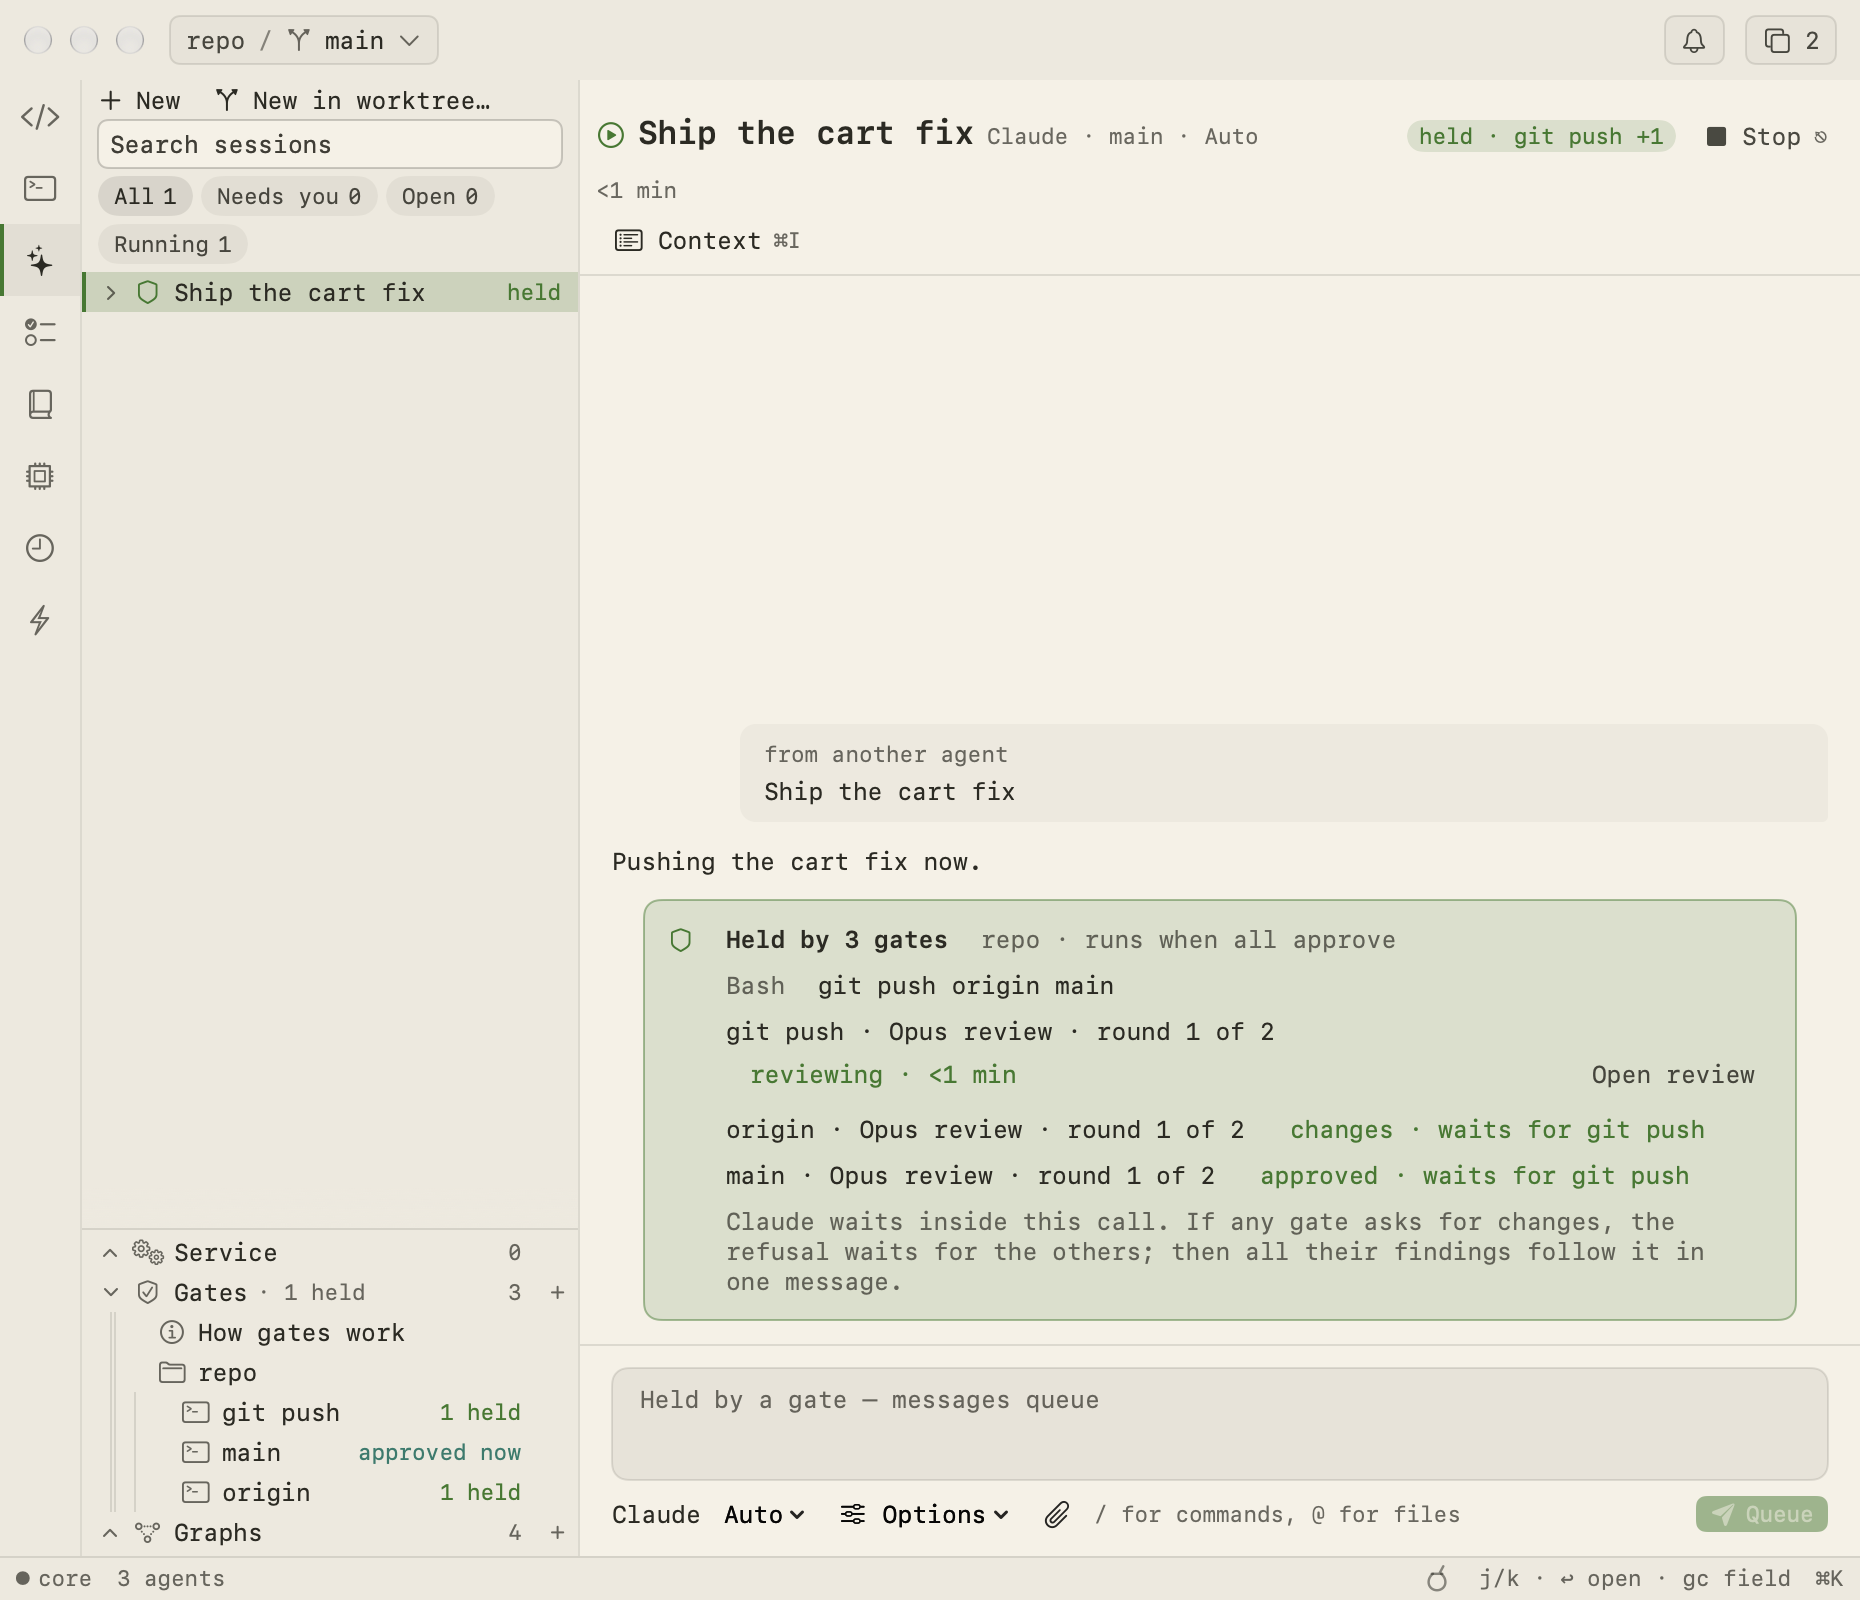 repo / main
2
+ New New in worktree…
Search sessions
All 1 Needs you 0 Open 0
Running 1
Ship the cart fix held
Service 0
Gates · 1 held 3 +
How gates work
repo
git push 1 held
main approved now
origin 1 held
Graphs 4 +
Ship the cart fix Claude · main · Auto
held · git push +1 Stop
<1 min
Context ⌘I
from another agent
Ship the cart fix
Pushing the cart fix now.
Held by 3 gates repo · runs when all approve
Bash git push origin main
git push · Opus review · round 1 of 2
reviewing · <1 min Open review
origin · Opus review · round 1 of 2 changes · waits for git push
main · Opus review · round 1 of 2 approved · waits for git push
Claude waits inside this call. If any gate asks for changes, the
refusal waits for the others; then all their findings follow it in
one message.
Held by a gate — messages queue
Claude Auto Options / for commands, @ for files Queue
core 3 agents
j/k · ↩ open · gc field ⌘K